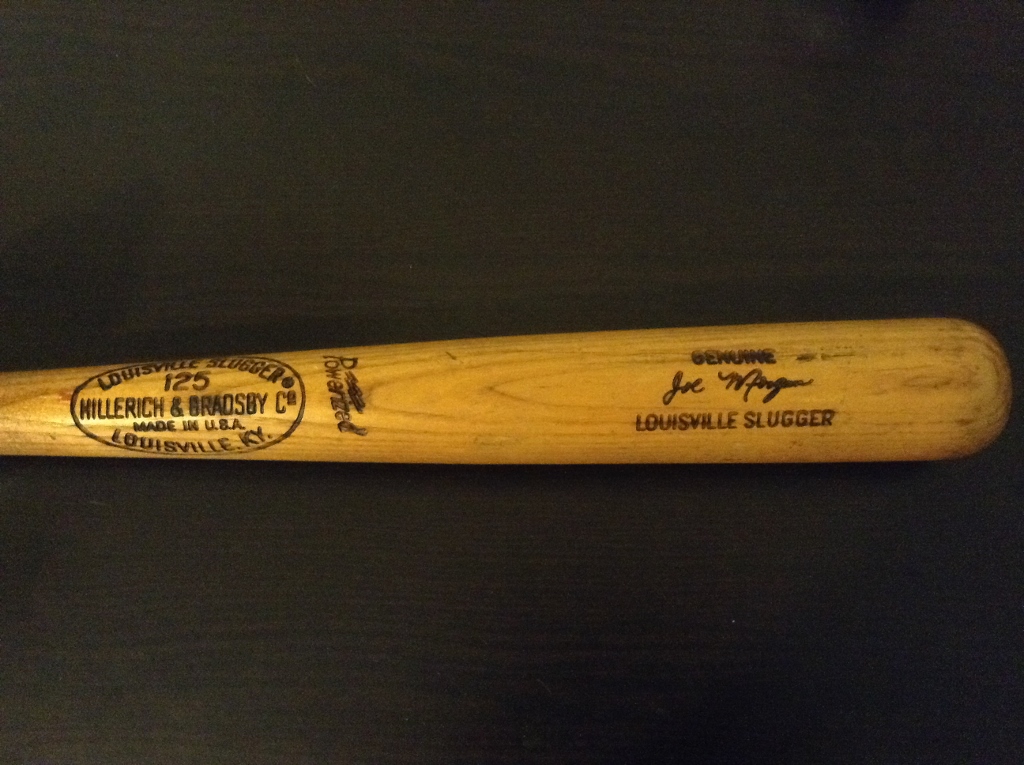 LOUISVILLE SLUGGER®
125
HILLERICH & BRADSBY Cº
MADE IN U.S.A.
LOUISVILLE, KY.
Powerized
GENUINE
Joe Morgan
LOUISVILLE SLUGGER